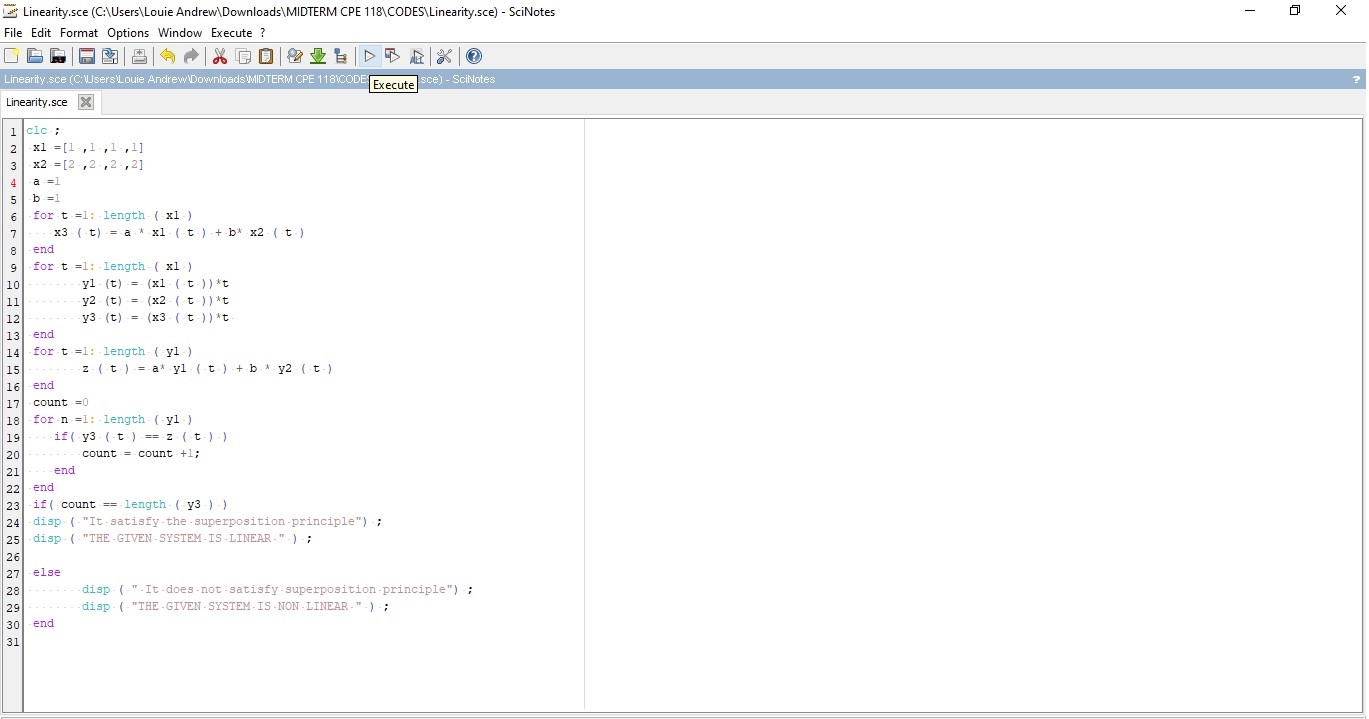 Linearity.sce (C:\Users\Louie Andrew\Downloads\MIDTERM CPE 118\CODES\Linearity.sce) - SciNotes
File Edit Format Options Window Execute ?
Linearity.sce (C:\Users\Louie Andrew\Downloads\MIDTERM CPE 118\CODE .sce) - SciNotes ?
Execute
Linearity.sce
1 clc ;
2 x1 =[1 ,1 ,1 ,1]
3 x2 =[2 ,2 ,2 ,2]
4 a =1
5 b =1
6 for t =1: length ( x1 )
7 x3 ( t) = a * x1 ( t ) + b* x2 ( t )
8 end
9 for t =1: length ( x1 )
10 y1 (t) = (x1 ( t ))*t
11 y2 (t) = (x2 ( t ))*t
12 y3 (t) = (x3 ( t ))*t
13 end
14 for t =1: length ( y1 )
15 z ( t ) = a* y1 ( t ) + b * y2 ( t )
16 end
17 count =0
18 for n =1: length ( y1 )
19 if( y3 ( t ) == z ( t ) )
20 count = count +1;
21 end
22 end
23 if( count == length ( y3 ) )
24 disp ( "It satisfy the superposition principle") ;
25 disp ( "THE GIVEN SYSTEM IS LINEAR " ) ;
26
27 else
28 disp ( " It does not satisfy superposition principle") ;
29 disp ( "THE GIVEN SYSTEM IS NON LINEAR " ) ;
30 end
31